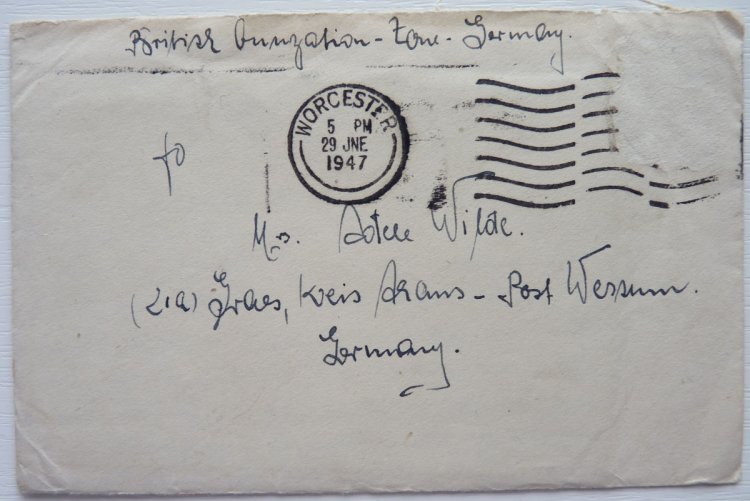 British - Zone - Germany.
WORCESTER
5 PM
29 JNE
1947
to
Mrs. Adele Wilde.
(21a) Graes, Kreis Ahaus - Post Wessum.
Germany.